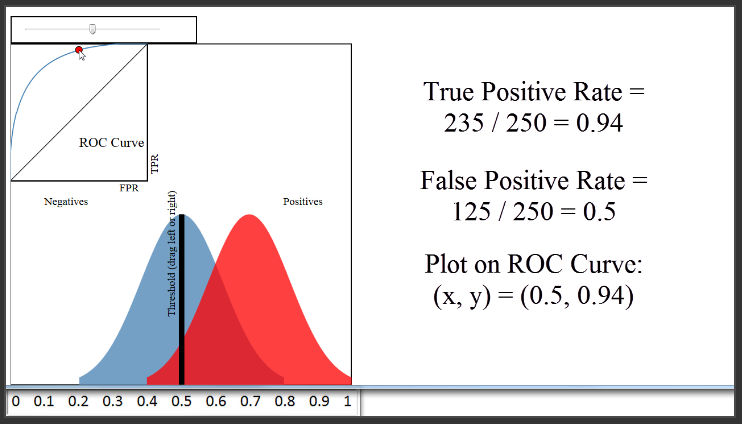 ROC Curve
TPR
FPR
Negatives
Positives
Threshold (drag left or right)
0 0.1 0.2 0.3 0.4 0.5 0.6 0.7 0.8 0.9 1
True Positive Rate =
235 / 250 = 0.94
False Positive Rate =
125 / 250 = 0.5
Plot on ROC Curve:
(x, y) = (0.5, 0.94)